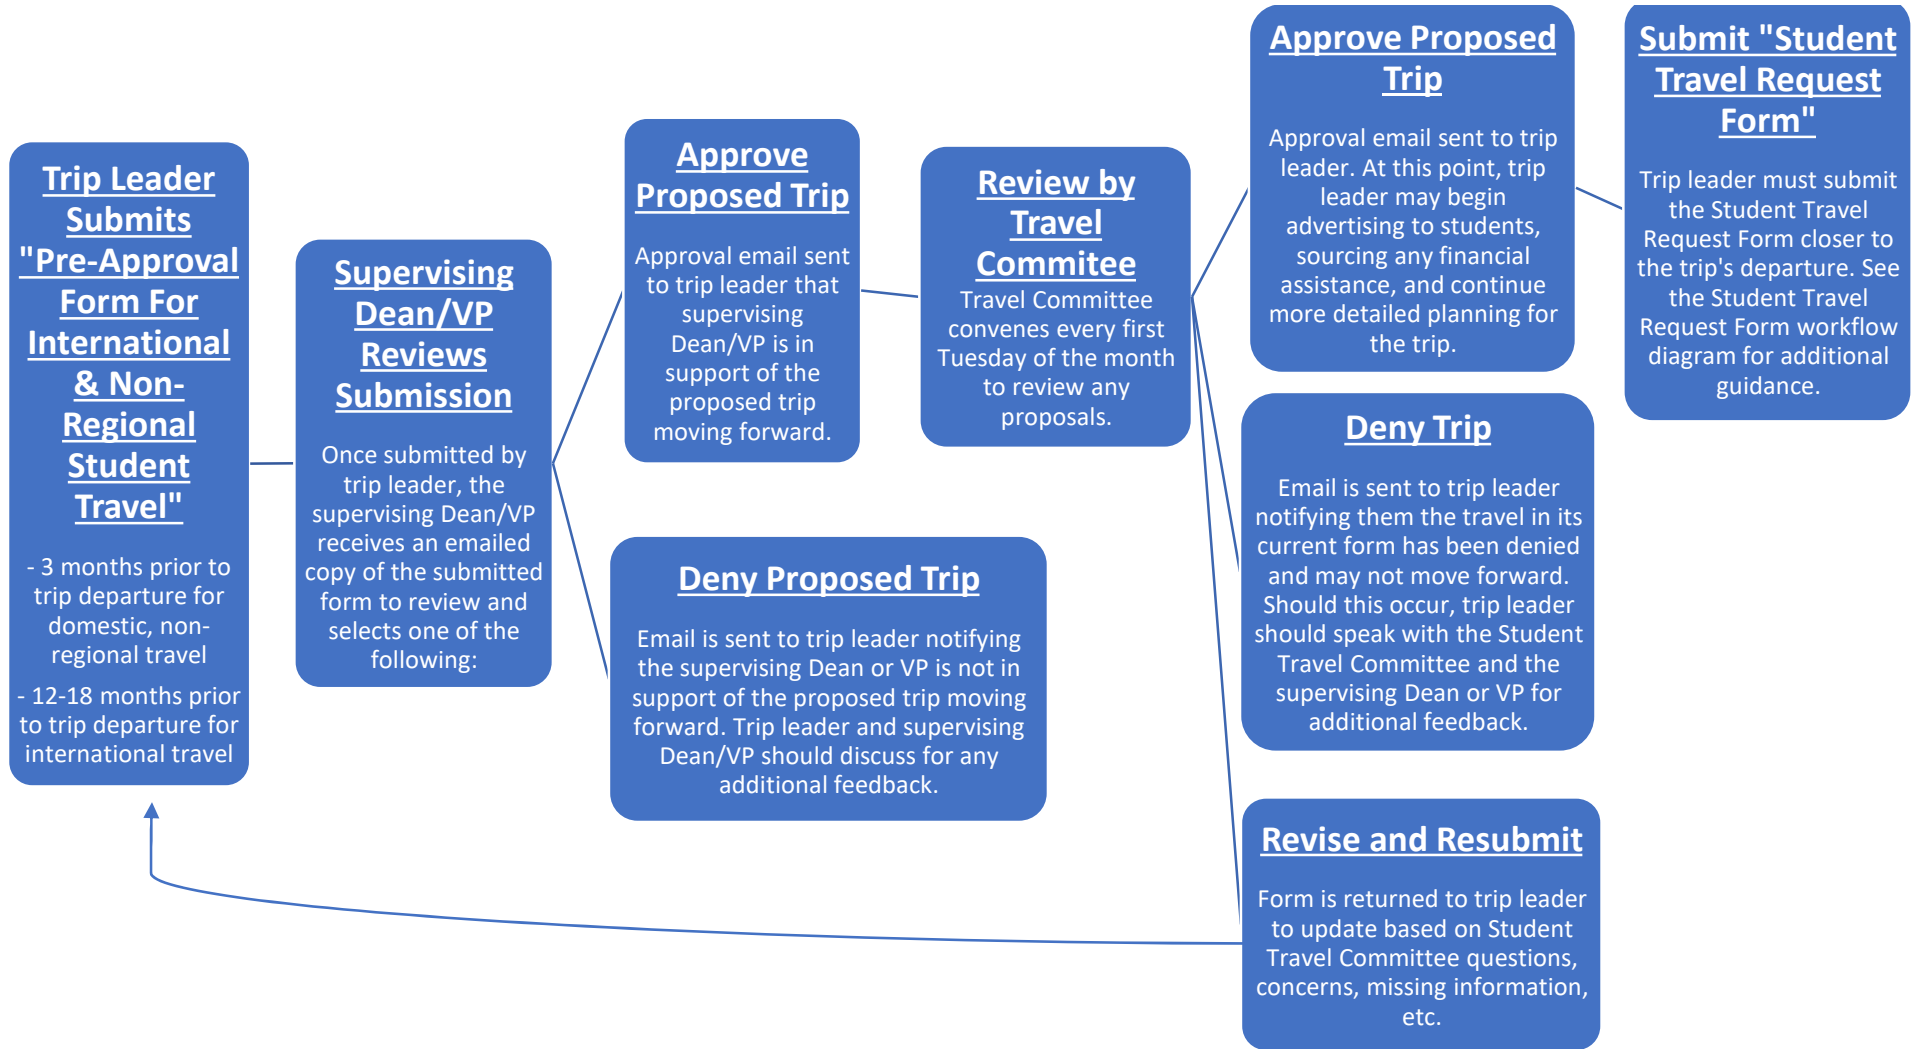 Trip Leader
Submits
"Pre-Approval
Form For
International
& Non-
Regional
Student
Travel"
- 3 months prior to
trip departure for
domestic, non-
regional travel
- 12-18 months prior
to trip departure for
international travel
Supervising
Dean/VP
Reviews
Submission
Once submitted by
trip leader, the
supervising Dean/VP
receives an emailed
copy of the submitted
form to review and
selects one of the
following:
Approve
Proposed Trip
Approval email sent
to trip leader that
supervising
Dean/VP is in
support of the
proposed trip
moving forward.
Deny Proposed Trip
Email is sent to trip leader notifying
the supervising Dean or VP is not in
support of the proposed trip moving
forward. Trip leader and supervising
Dean/VP should discuss for any
additional feedback.
Review by
Travel
Commitee
Travel Committee
convenes every first
Tuesday of the month
to review any
proposals.
Approve Proposed
Trip
Approval email sent to trip
leader. At this point, trip
leader may begin
advertising to students,
sourcing any financial
assistance, and continue
more detailed planning for
the trip.
Deny Trip
Email is sent to trip leader
notifying them the travel in its
current form has been denied
and may not move forward.
Should this occur, trip leader
should speak with the Student
Travel Committee and the
supervising Dean or VP for
additional feedback.
Revise and Resubmit
Form is returned to trip leader
to update based on Student
Travel Committee questions,
concerns, missing information,
etc.
Submit "Student
Travel Request
Form"
Trip leader must submit
the Student Travel
Request Form closer to
the trip's departure. See
the Student Travel
Request Form workflow
diagram for additional
guidance.